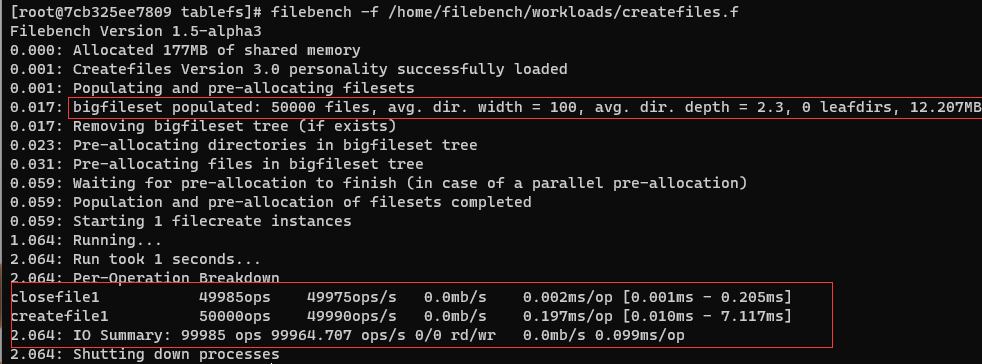 [root@7cb325ee7809 tablefs]# filebench -f /home/filebench/workloads/createfiles.f
Filebench Version 1.5-alpha3
0.000: Allocated 177MB of shared memory
0.001: Createfiles Version 3.0 personality successfully loaded
0.001: Populating and pre-allocating filesets
0.017: bigfileset populated: 50000 files, avg. dir. width = 100, avg. dir. depth = 2.3, 0 leafdirs, 12.207MB
0.017: Removing bigfileset tree (if exists)
0.023: Pre-allocating directories in bigfileset tree
0.031: Pre-allocating files in bigfileset tree
0.059: Waiting for pre-allocation to finish (in case of a parallel pre-allocation)
0.059: Population and pre-allocation of filesets completed
0.059: Starting 1 filecreate instances
1.064: Running...
2.064: Run took 1 seconds...
2.064: Per-Operation Breakdown
closefile1 49985ops 49975ops/s 0.0mb/s 0.002ms/op [0.001ms - 0.205ms]
createfile1 50000ops 49990ops/s 0.0mb/s 0.197ms/op [0.010ms - 7.117ms]
2.064: IO Summary: 99985 ops 99964.707 ops/s 0/0 rd/wr 0.0mb/s 0.099ms/op
2.064: Shutting down processes